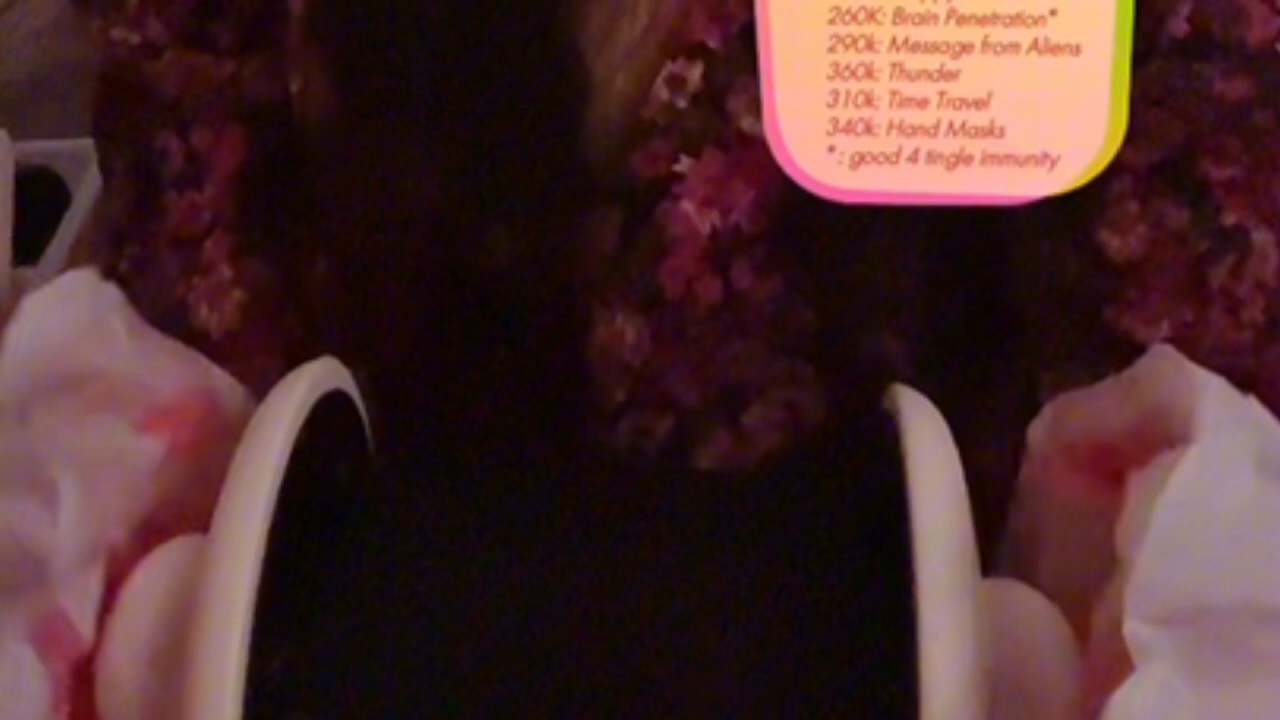 260K: Brain Penetration*
290k: Message from Aliens
360k: Thunder
310k: Time Travel
340k: Hand Masks
* : good 4 tingle immunity